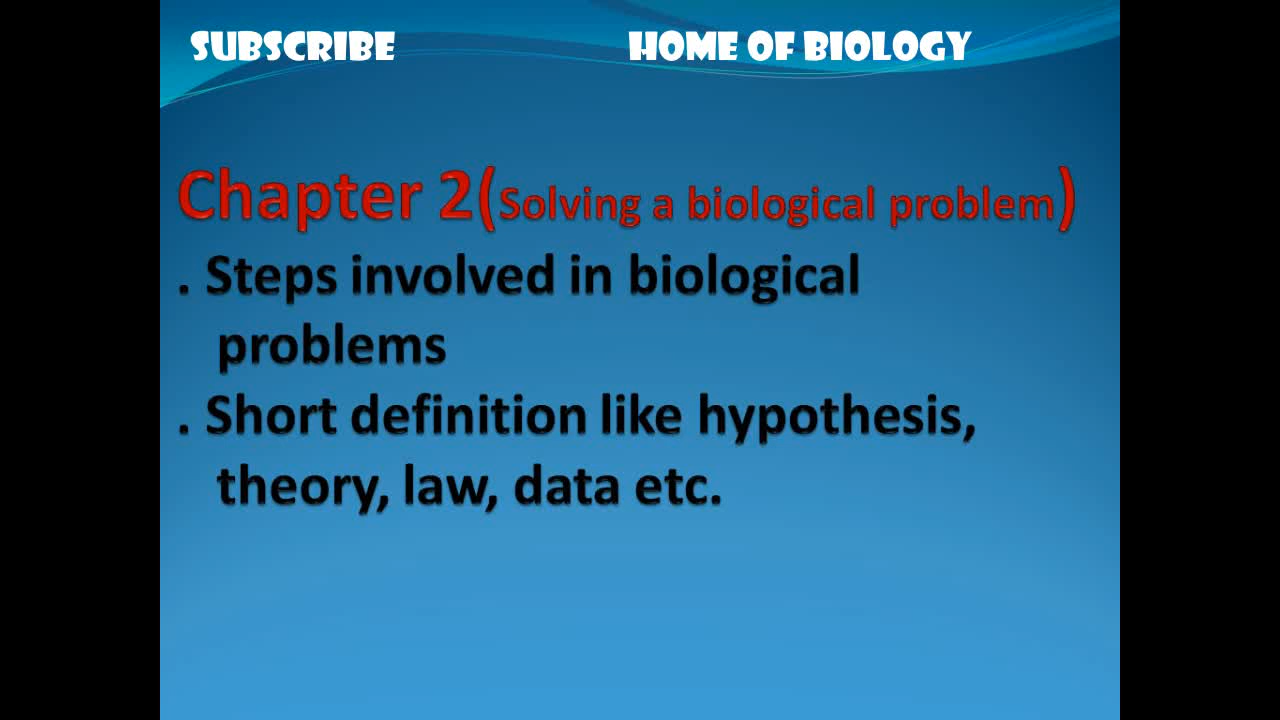 SUBSCRIBE HOME OF BIOLOGY
Chapter 2(Solving a biological problem)
. Steps involved in biological
problems
. Short definition like hypothesis,
theory, law, data etc.